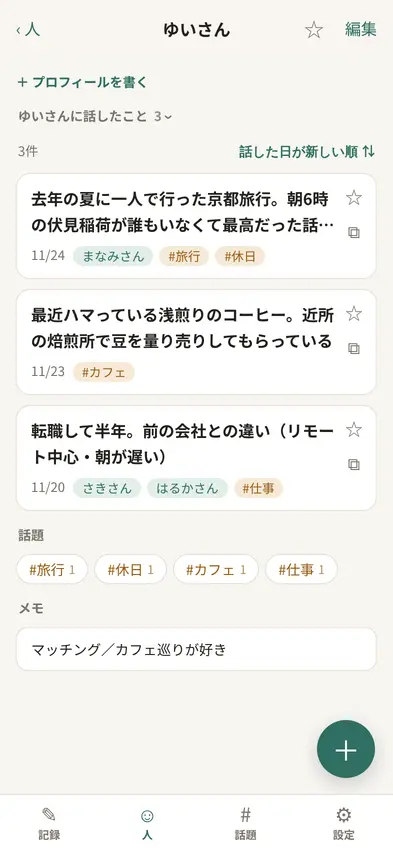 ‹ 人 ゆいさん ☆ 編集
＋ プロフィールを書く
ゆいさんに話したこと 3
3件 話した日が新しい順 ⇅
去年の夏に一人で行った京都旅行。朝6時
の伏見稲荷が誰もいなくて最高だった話…
11/24 まなみさん #旅行 #休日
最近ハマっている浅煎りのコーヒー。近所
の焙煎所で豆を量り売りしてもらっている
11/23 #カフェ
転職して半年。前の会社との違い（リモー
ト中心・朝が遅い）
11/20 さきさん はるかさん #仕事
話題
#旅行 1 #休日 1 #カフェ 1 #仕事 1
メモ
マッチング／カフェ巡りが好き
＋
記録 人 # 話題 設定